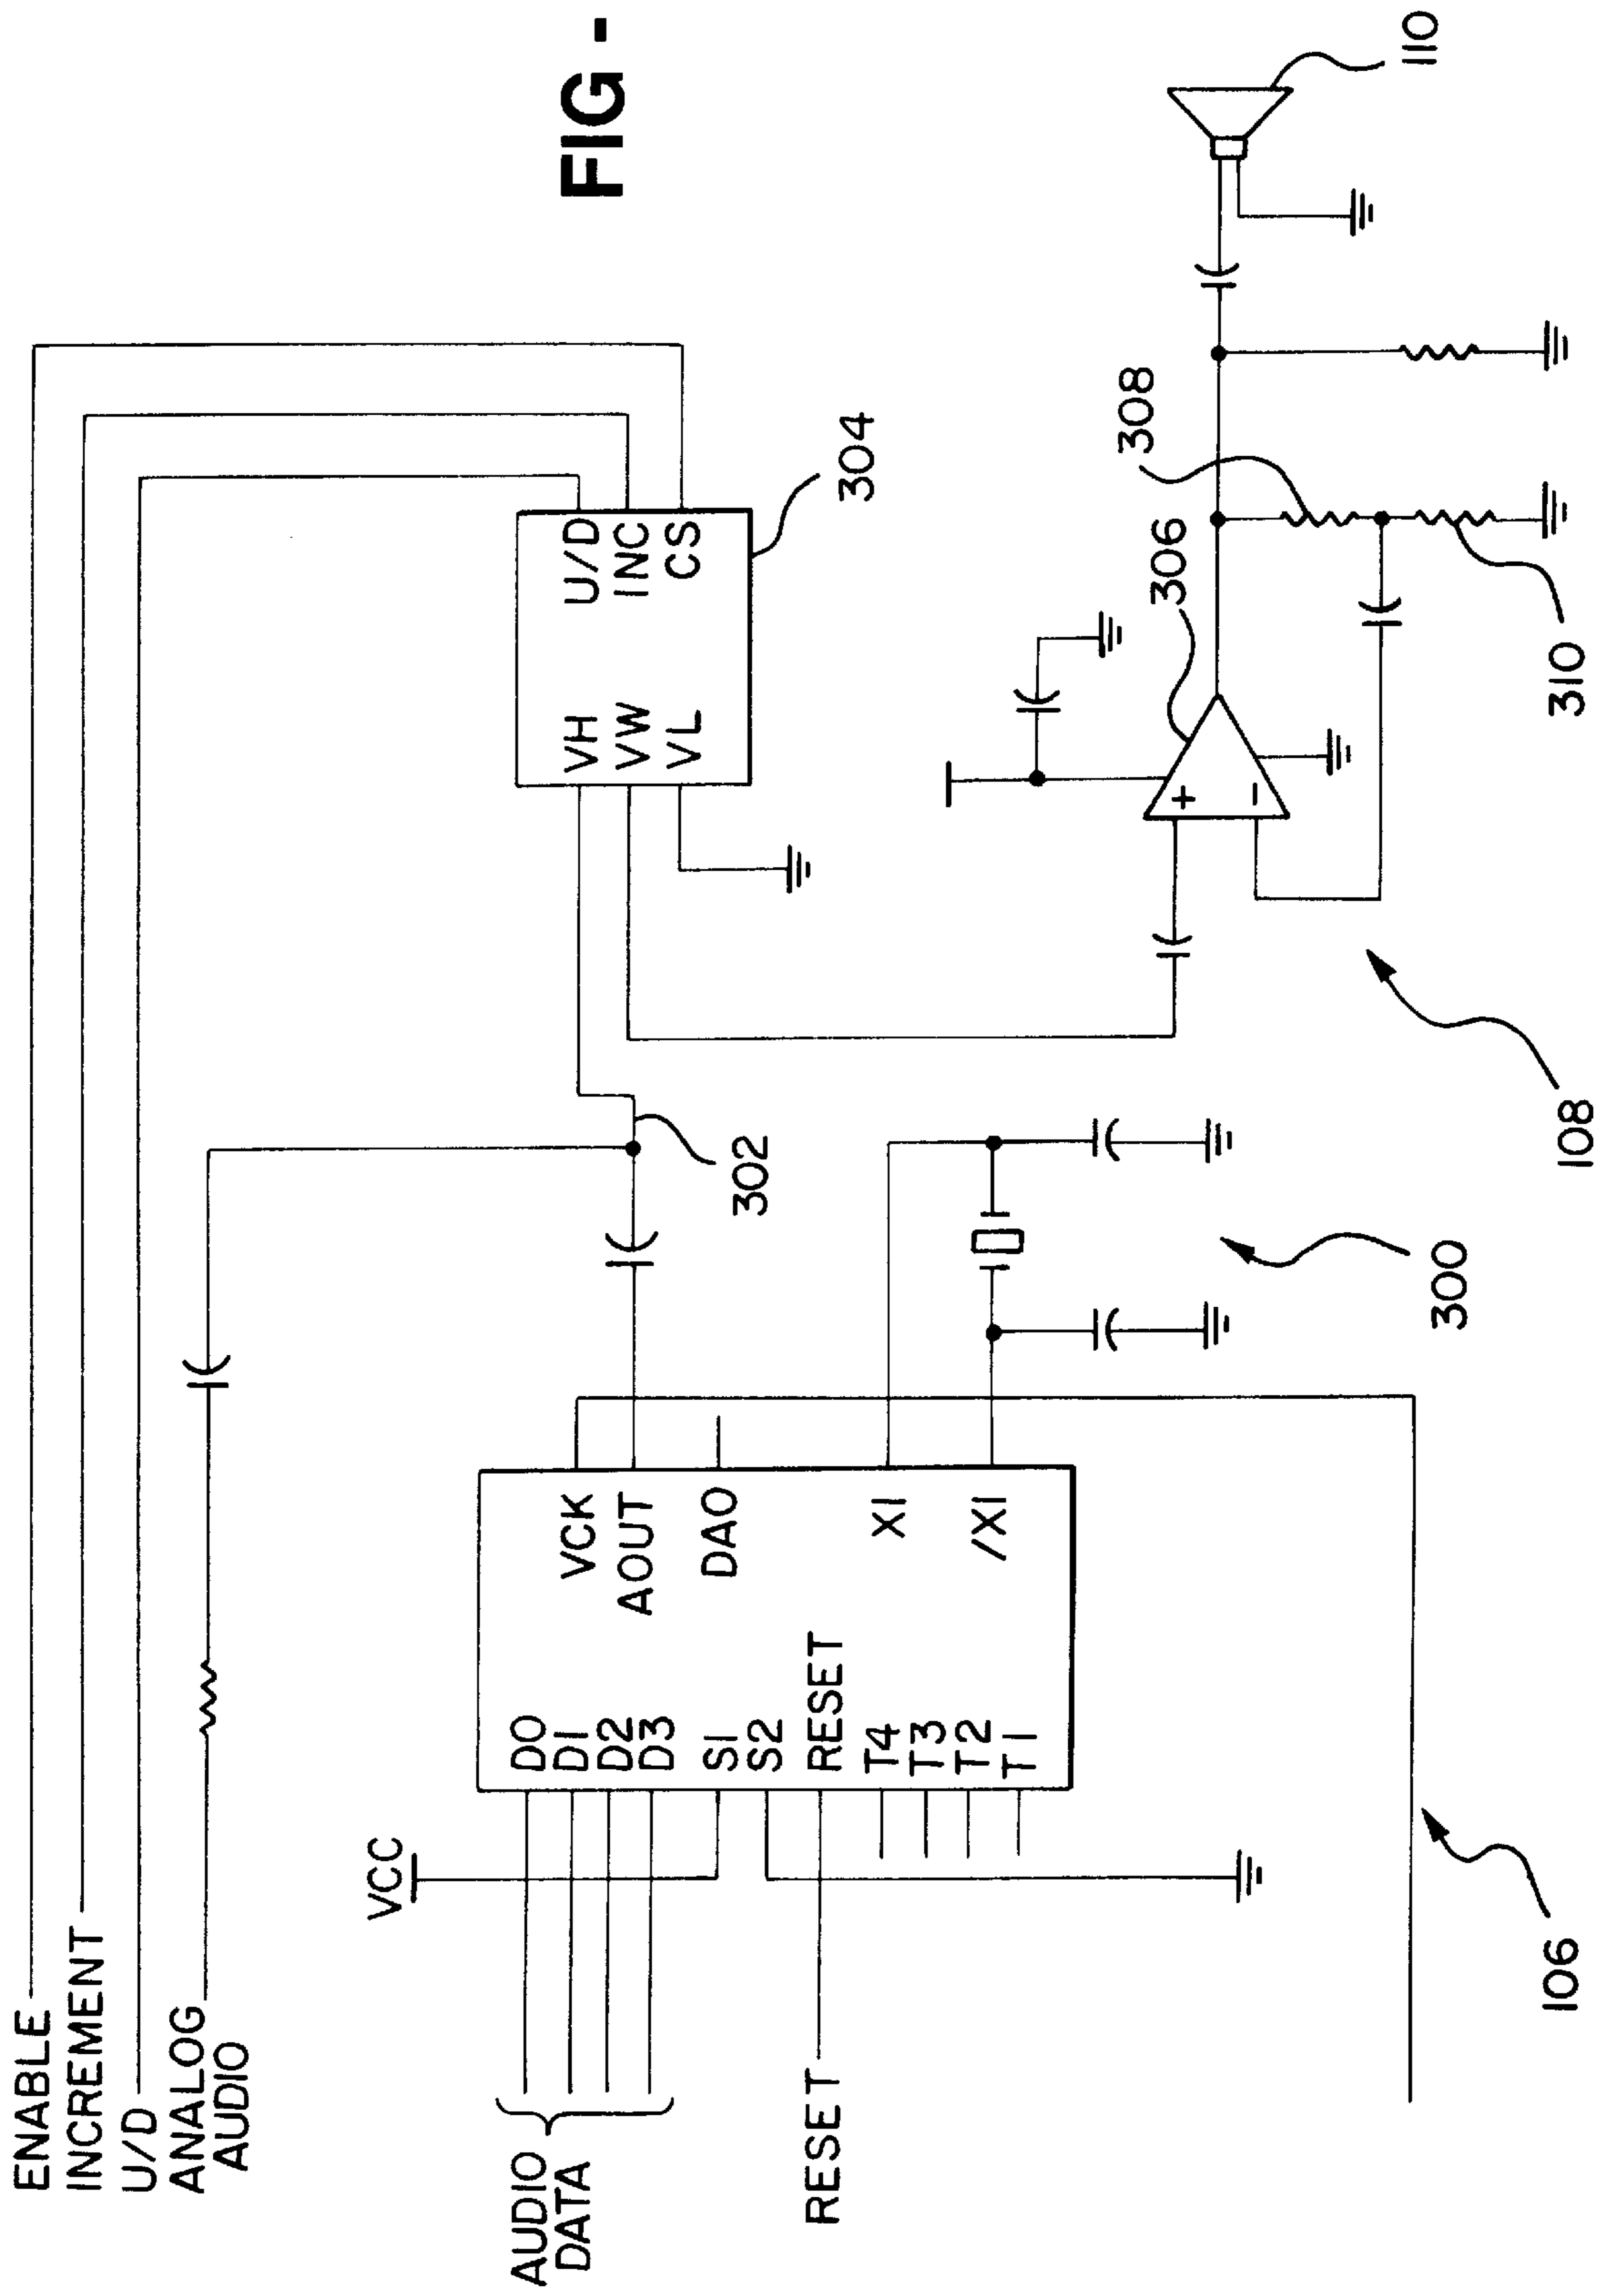 ENABLE
INCREMENT
U/D
ANALOG
AUDIO
VCC
AUDIO
DATA
RESET
D0
D1
D2
D3
S1
S2
RESET
T4
T3
T2
T1
VCK
AOUT
DAO
X1
/X1
106
300
302
VH
VW
VL
U/D
INC
CS
304
FIG -
+
-
306
308
310
108
110